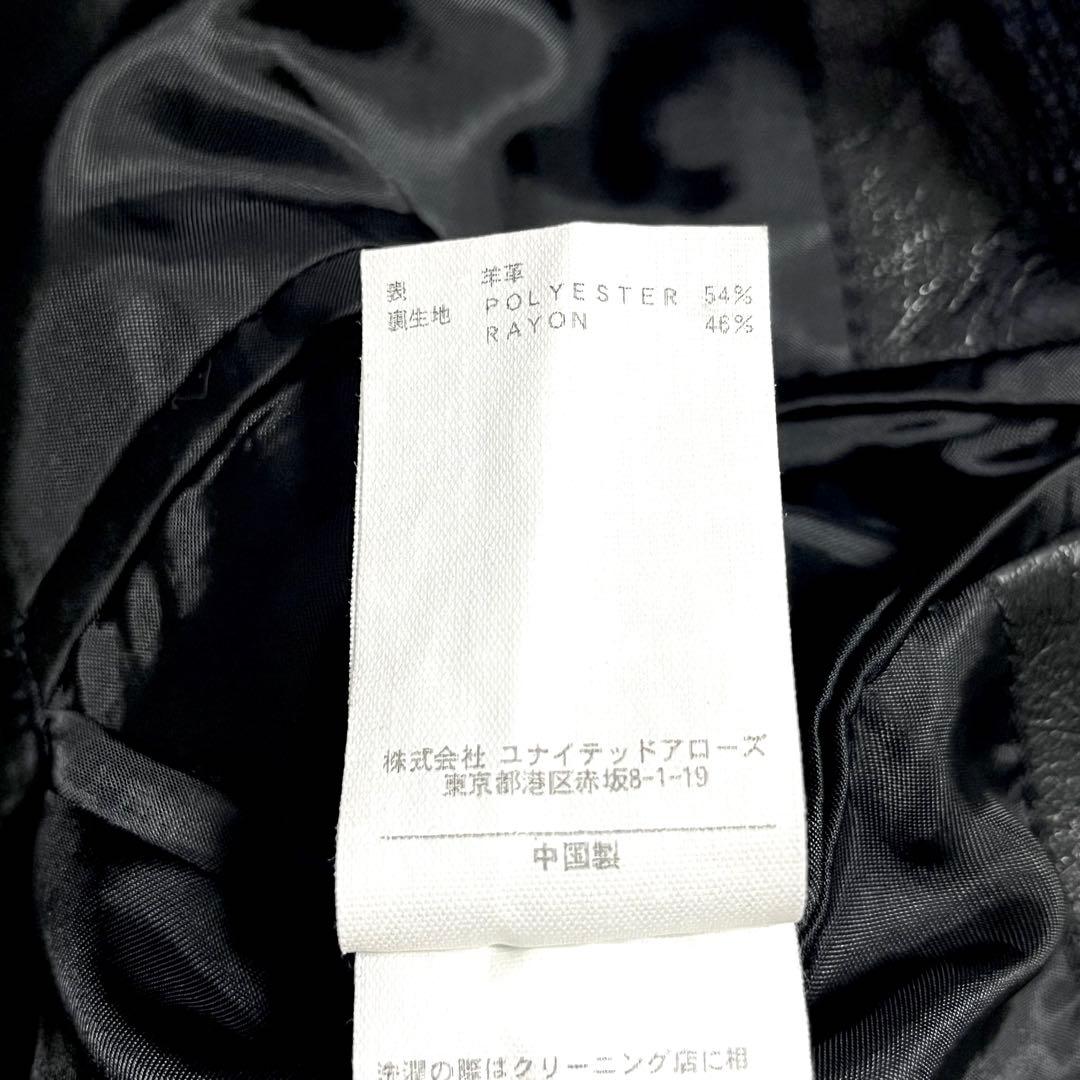 表 羊革
裏生地 POLYESTER 54%
RAYON 46%
株式会社 ユナイテッドアローズ
東京都港区赤坂8-1-19
中国製
洗濯の際はクリーニング店に相